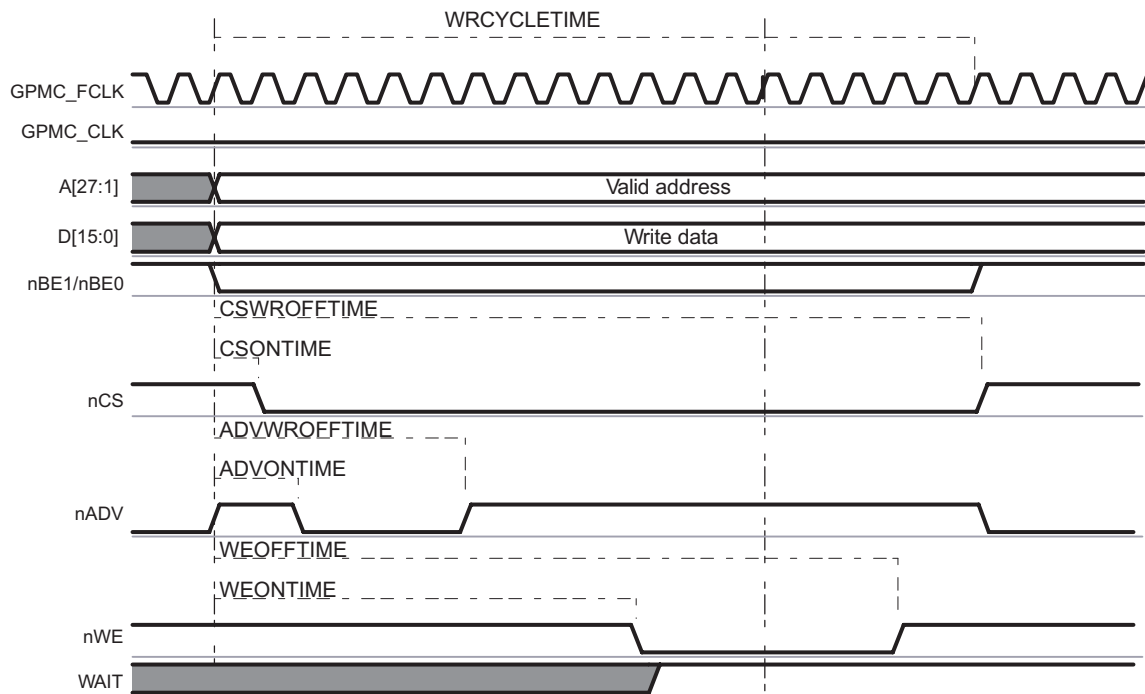 WRCYCLETIME
GPMC_FCLK
GPMC_CLK
A[27:1] Valid address
D[15:0] Write data
nBE1/nBE0
CSWROFFTIME
CSONTIME
nCS
ADVWROFFTIME
ADVONTIME
nADV
WEOFFTIME
WEONTIME
nWE
WAIT